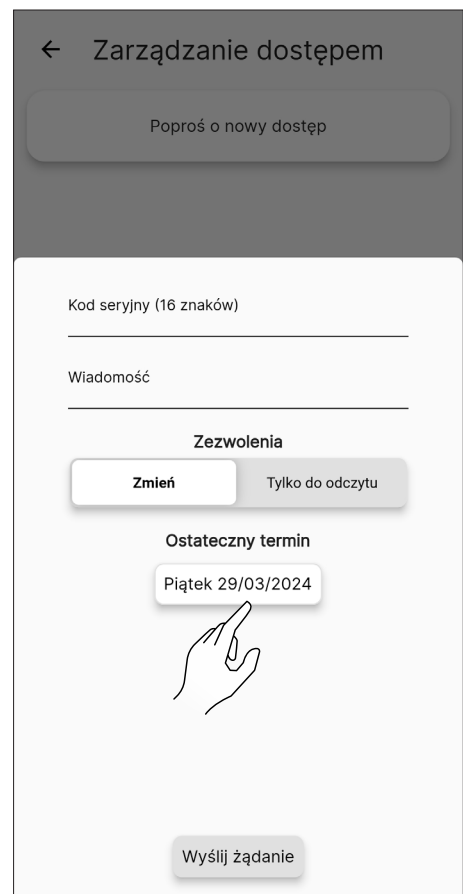 Zarządzanie dostępem
Poproś o nowy dostęp
Kod seryjny (16 znaków)
Wiadomość
Zezwolenia
Zmień Tylko do odczytu
Ostateczny termin
Piątek 29/03/2024
Wyślij żądanie